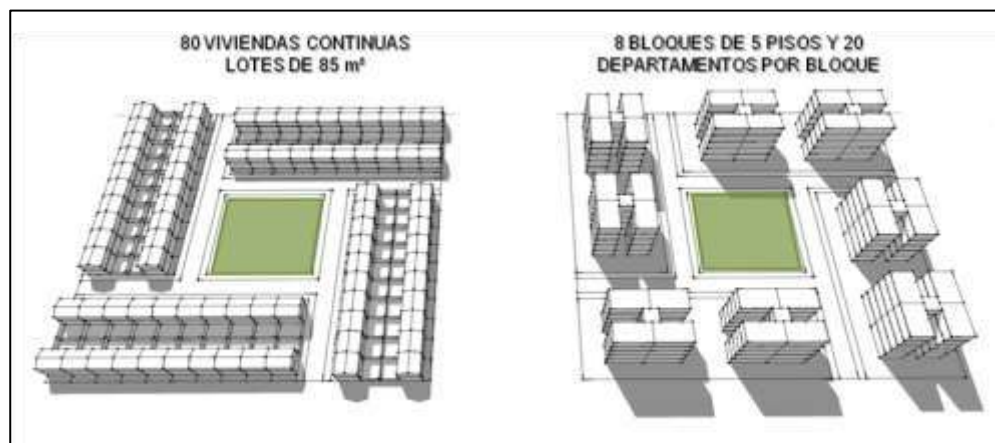 80 VIVIENDAS CONTINUAS
LOTES DE 85 m²
8 BLOQUES DE 5 PISOS Y 20
DEPARTAMENTOS POR BLOQUE